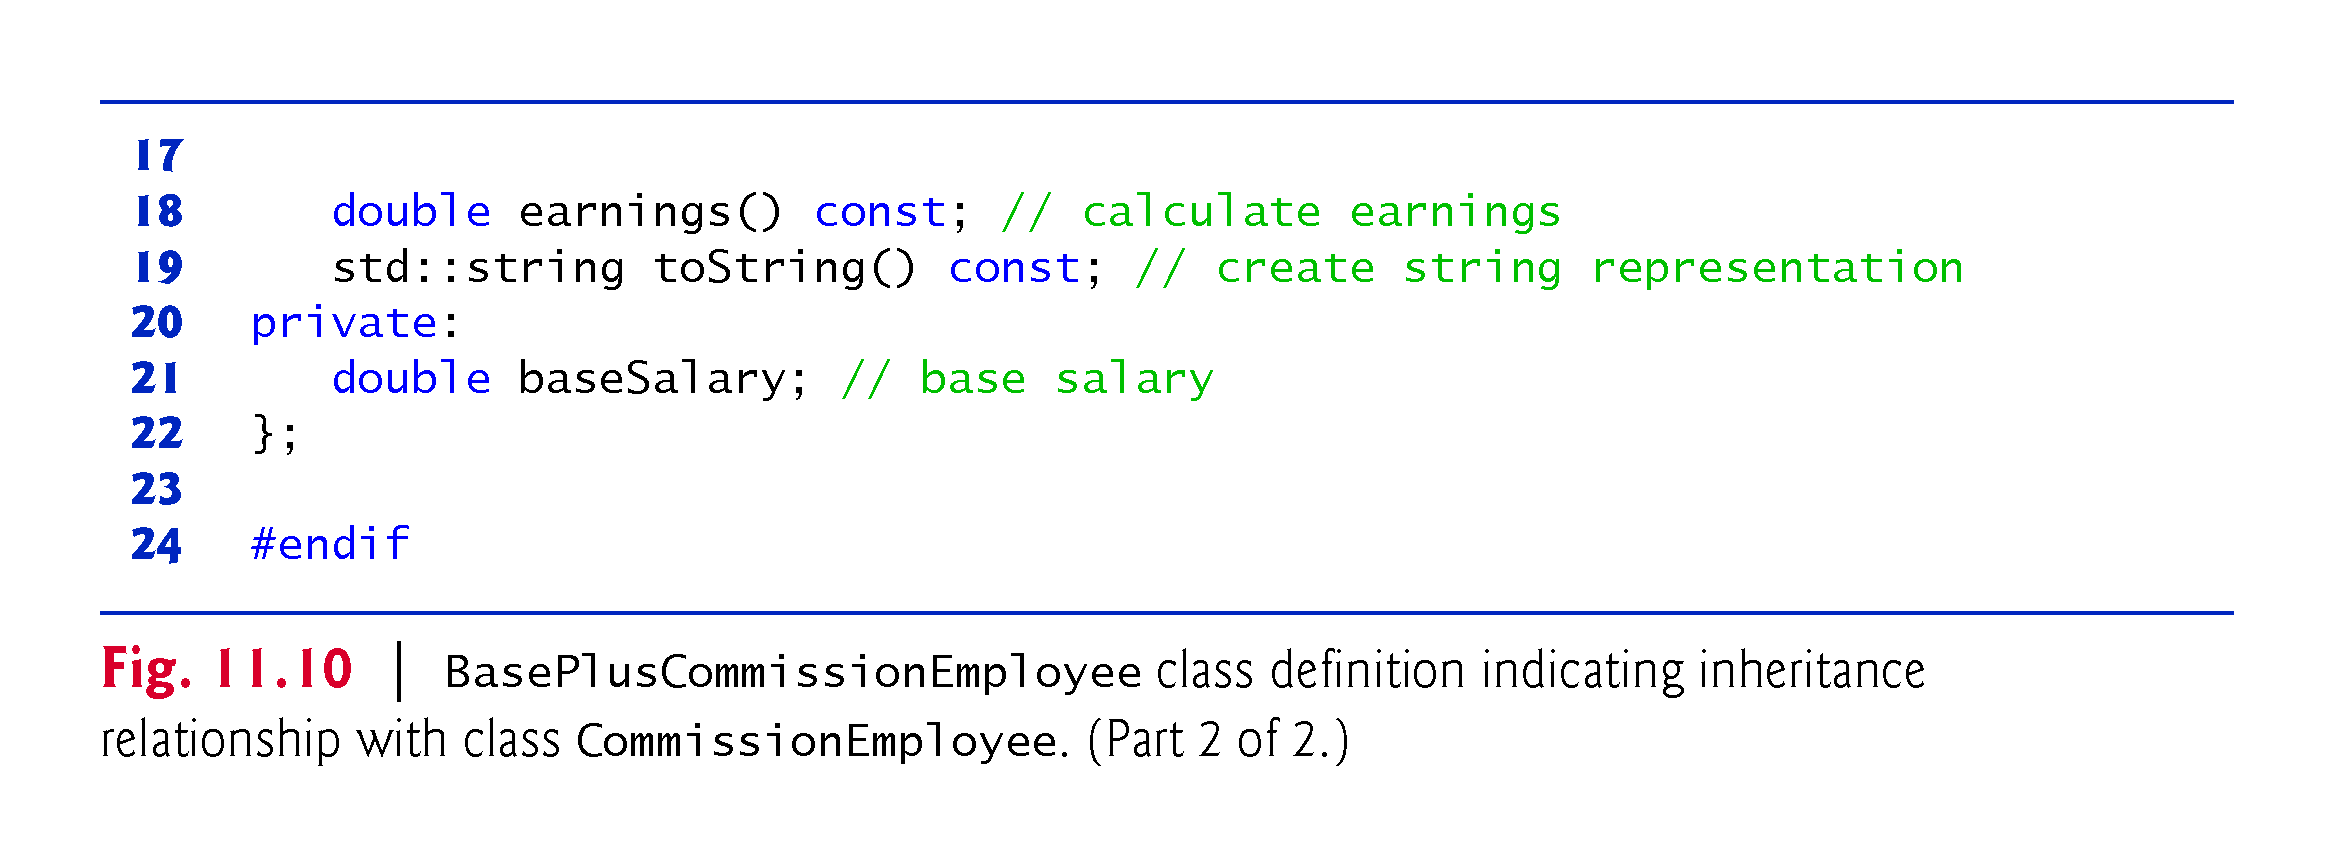 17
18 double earnings() const; // calculate earnings
19 std::string toString() const; // create string representation
20 private:
21 double baseSalary; // base salary
22 };
23
24 #endif
Fig. 11.10 | BasePlusCommissionEmployee class definition indicating inheritance
relationship with class CommissionEmployee. (Part 2 of 2.)